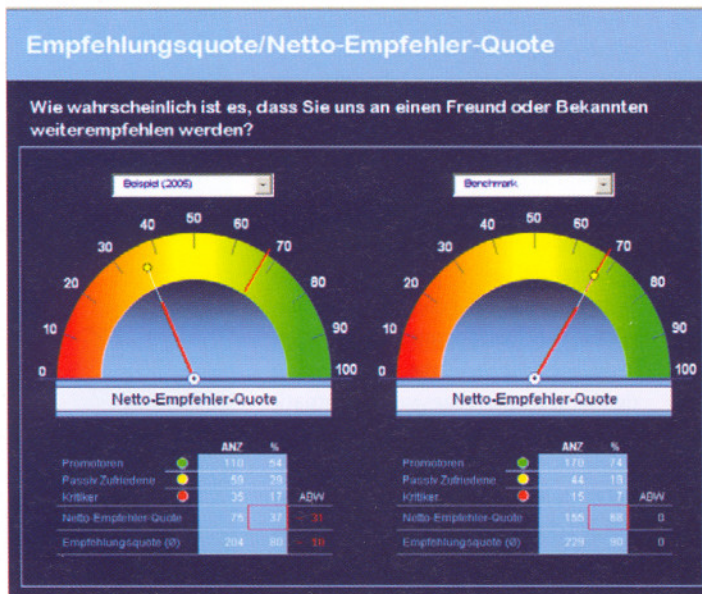 Empfehlungsquote/Netto-Empfehler-Quote
Wie wahrscheinlich ist es, dass Sie uns an einen Freund oder Bekannten
weiterempfehlen werden?
Beispiel (2005) Benchmark
0 10 20 30 40 50 60 70 80 90 100
0 10 20 30 40 50 60 70 80 90 100
Netto-Empfehler-Quote Netto-Empfehler-Quote
ANZ % ANZ %
Promotoren 110 54 Promotoren 170 74
Passiv Zufriedene 59 29 Passiv Zufriedene 44 19
Kritiker 35 17 ABW Kritiker 15 7 ABW
Netto-Empfehler-Quote 75 37 - 31 Netto-Empfehler-Quote 155 68 0
Empfehlungsquote (Ø) 204 80 - 10 Empfehlungsquote (Ø) 229 90 0